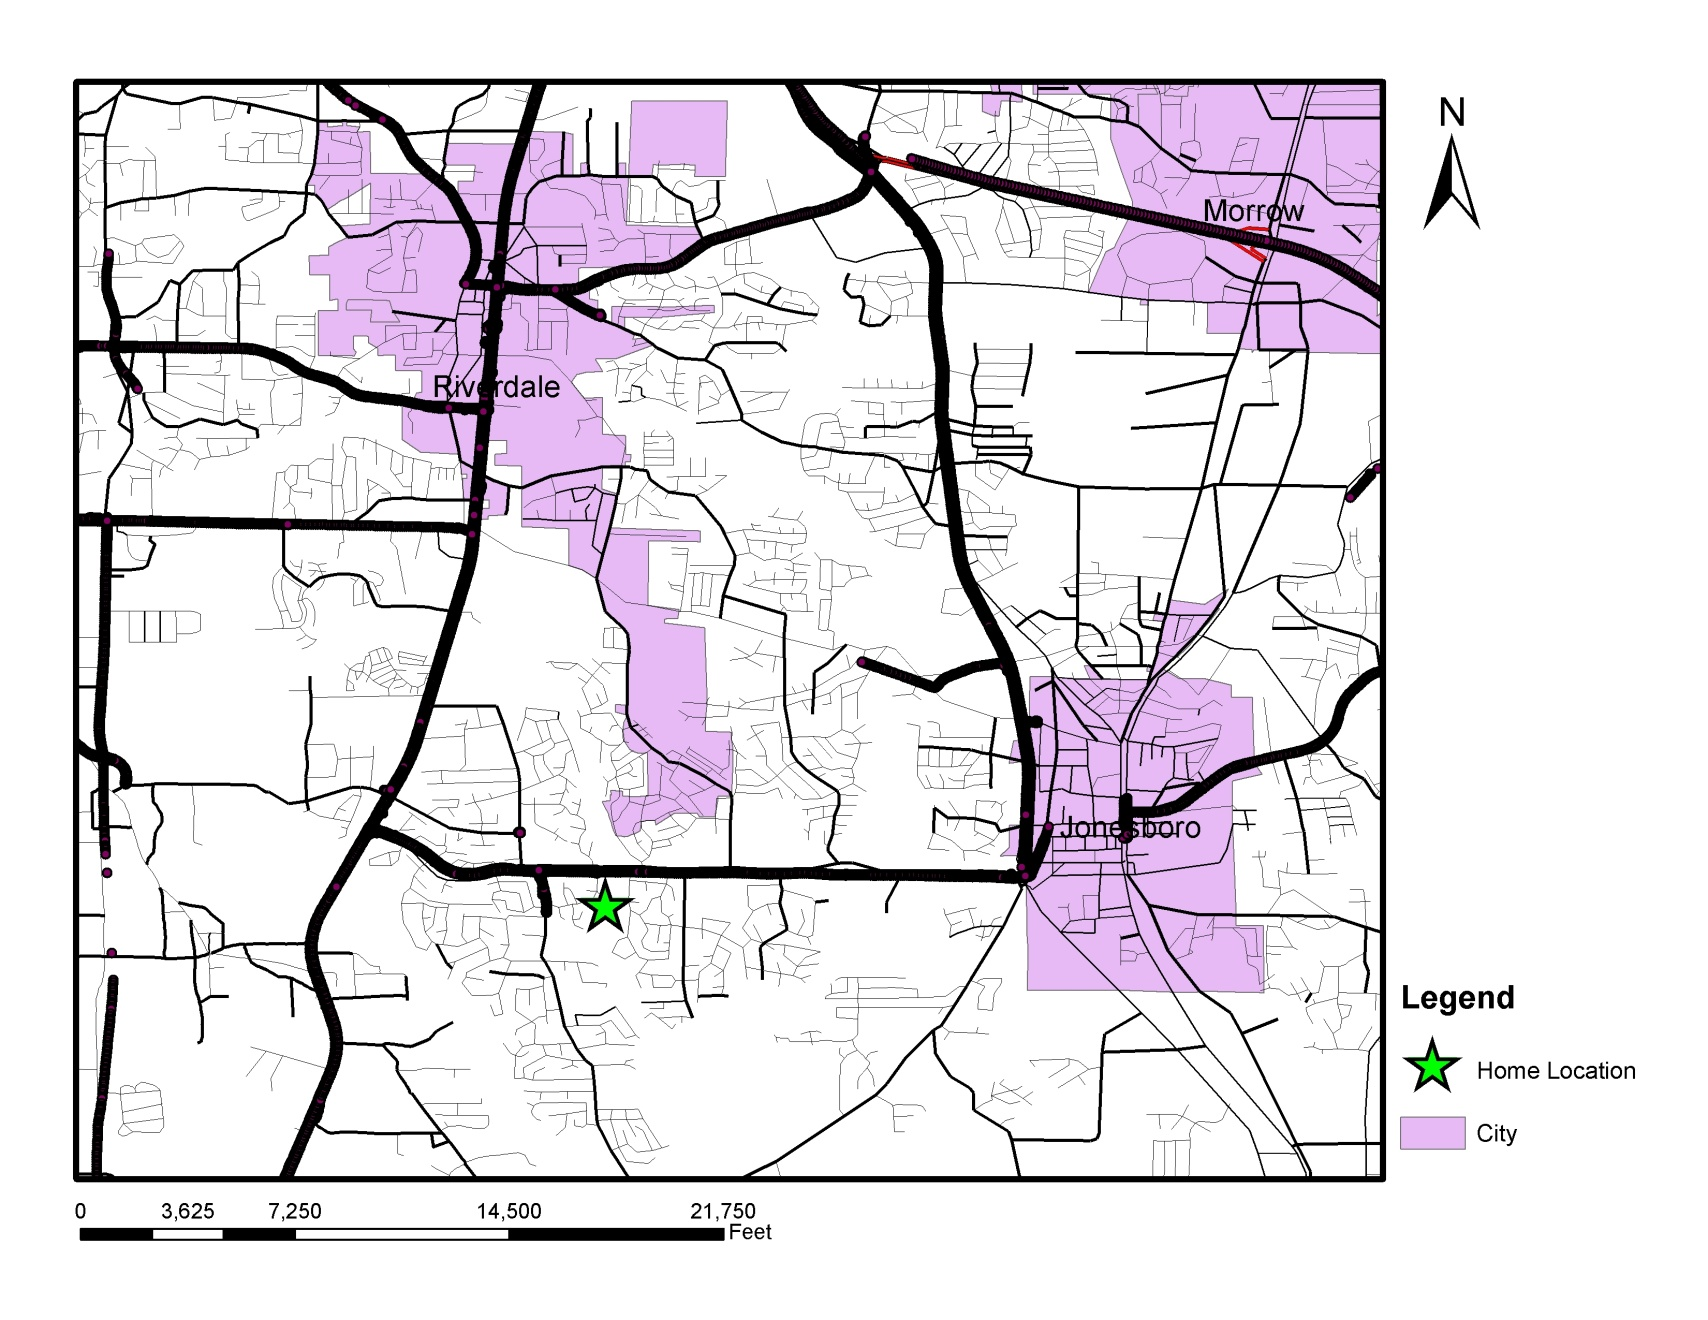 N
Morrow
Riverdale
Jonesboro
Legend
Home Location
City
0 3,625 7,250 14,500 21,750
Feet